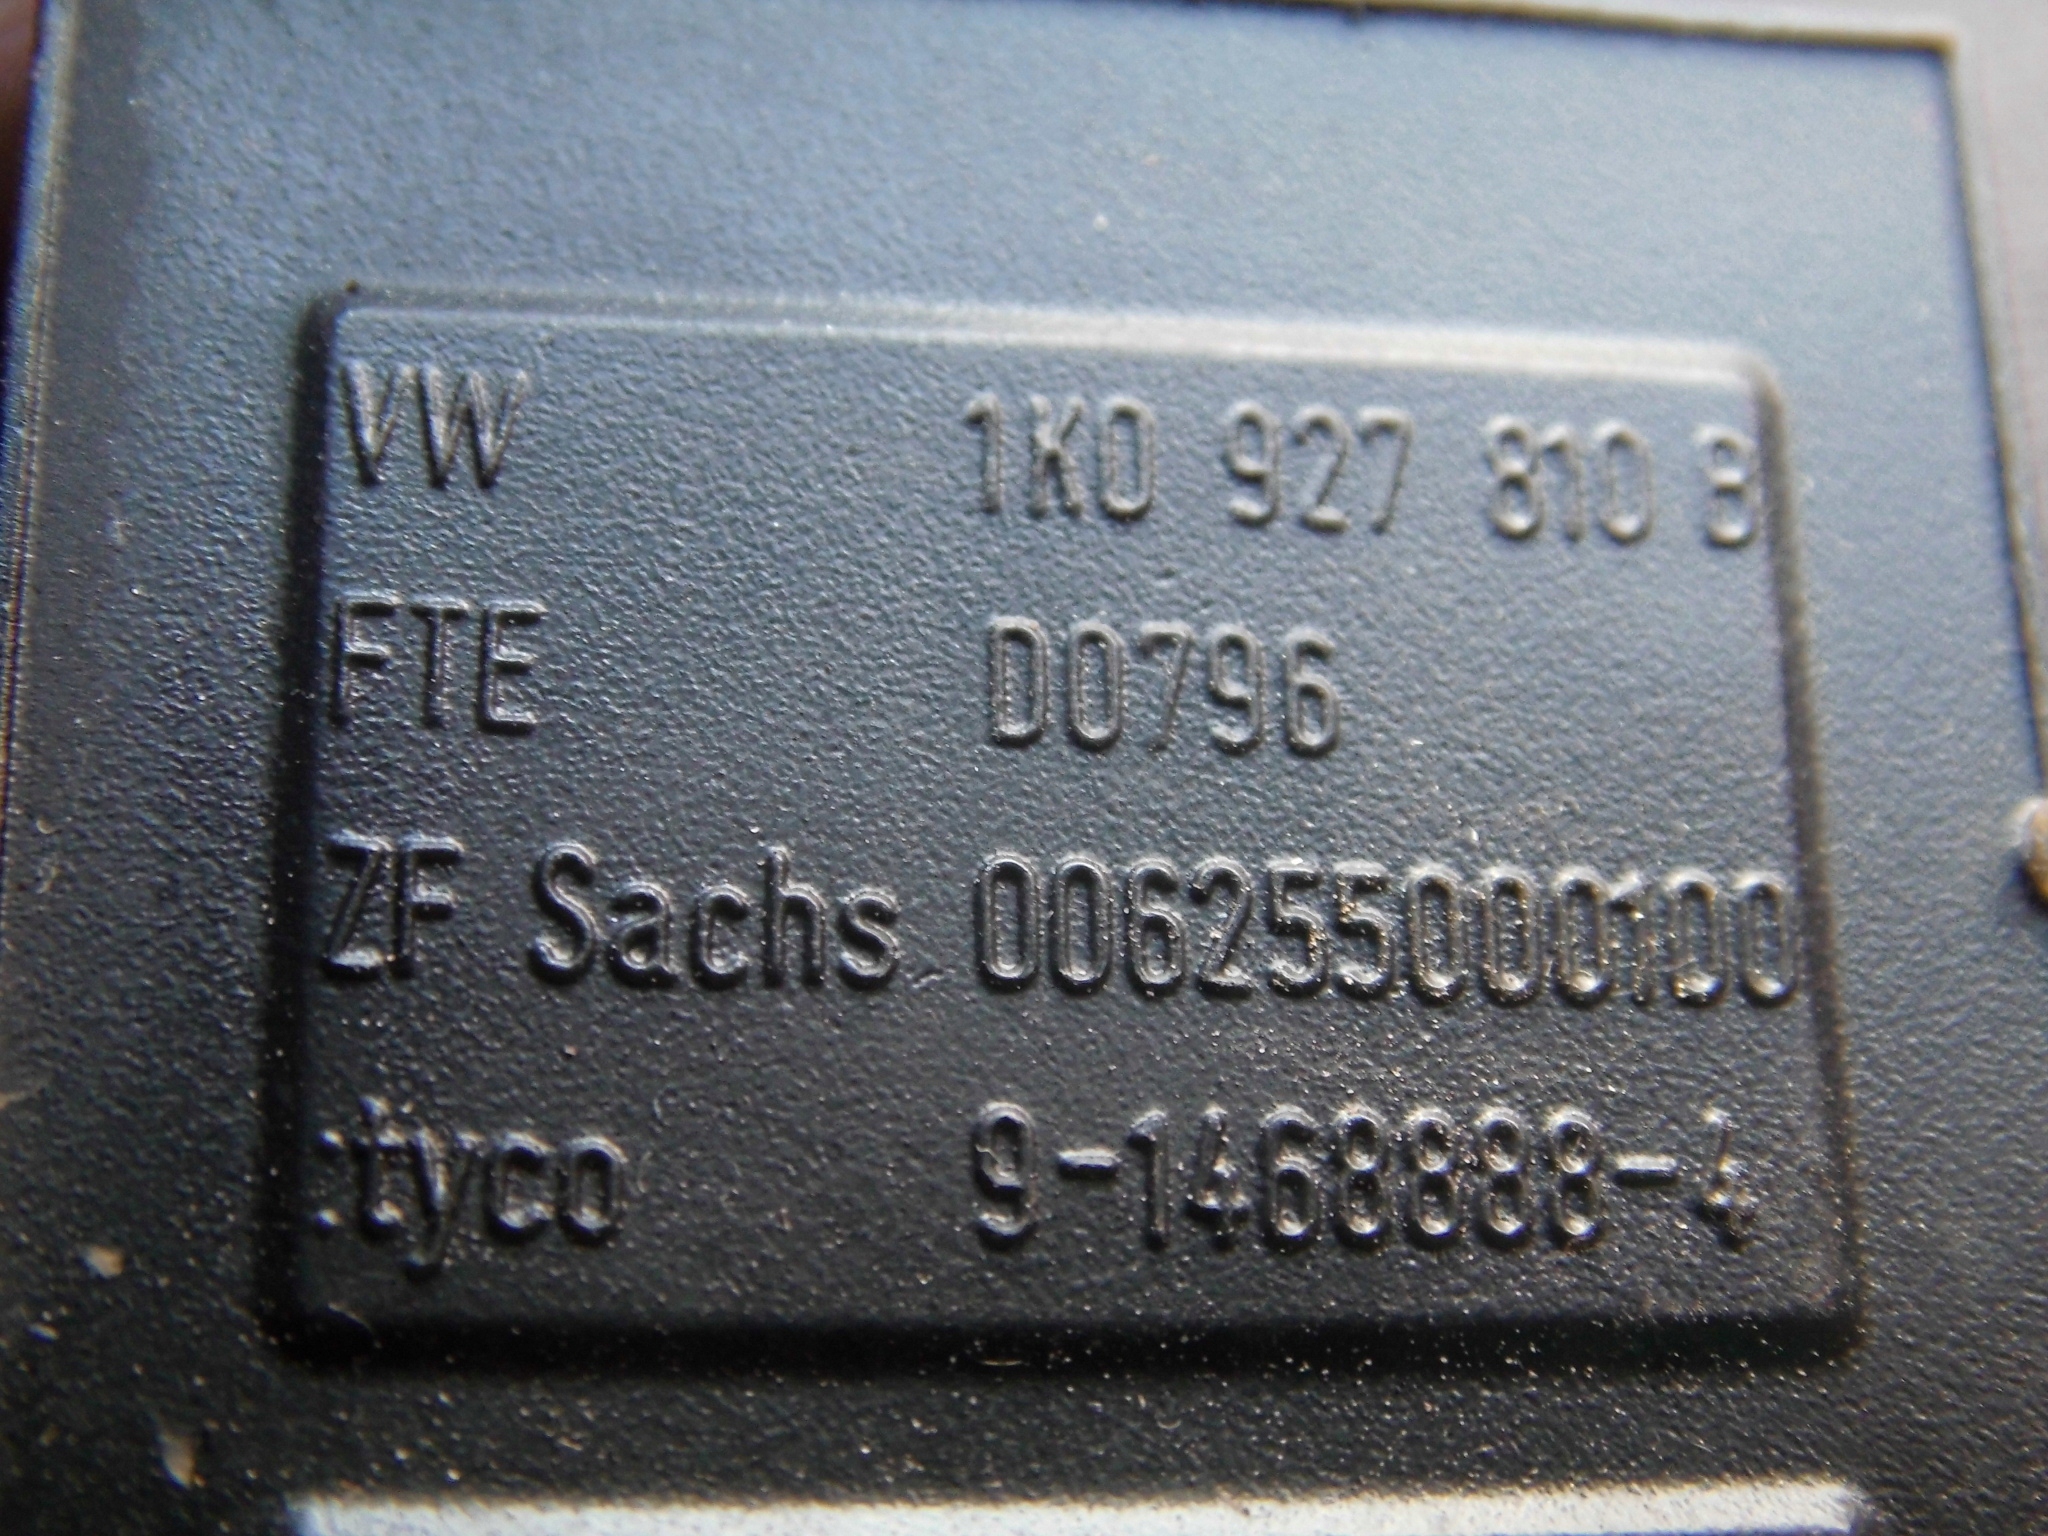 VW 1K0 927 810 B
FTE D0796
ZF Sachs 006255000100
:tyco 9-1468888-4